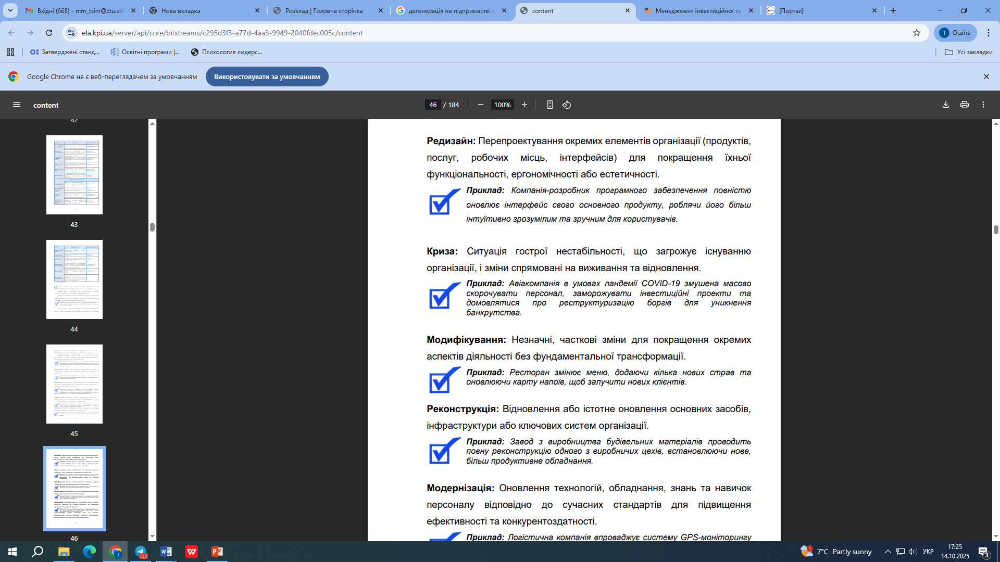 Вхідні (668) - mm_tsim@ztu.ed
Нова вкладка
Розклад | Головна сторінка
дегенерація на підприємстві п
content
Менеджмент інвестиційної та
[Портал]
ela.kpi.ua/server/api/core/bitstreams/c295d3f3-a77d-4aa3-9949-2040fdec005c/content
І Освіта
Затверджені станд...
Освітні програми |...
Психология лидерс...
Усі закладки
Google Chrome не є веб-переглядачем за умовчанням
Використовувати за умовчанням
content
46 / 184
100%
42
43
44
45
46
Редизайн: Перепроектування окремих елементів організації (продуктів,
послуг, робочих місць, інтерфейсів) для покращення їхньої
функціональності, ергономічності або естетичності.
Приклад: Компанія-розробник програмного забезпечення повністю
оновлює інтерфейс свого основного продукту, роблячи його більш
інтуїтивно зрозумілим та зручним для користувачів.
Криза: Ситуація гострої нестабільності, що загрожує існуванню
організації, і зміни спрямовані на виживання та відновлення.
Приклад: Авіакомпанія в умовах пандемії COVID-19 змушена масово
скорочувати персонал, заморожувати інвестиційні проекти та
домовлятися про реструктуризацію боргів для уникнення
банкрутства.
Модифікування: Незначні, часткові зміни для покращення окремих
аспектів діяльності без фундаментальної трансформації.
Приклад: Ресторан змінює меню, додаючи кілька нових страв та
оновлюючи карту напоїв, щоб залучити нових клієнтів.
Реконструкція: Відновлення або істотне оновлення основних засобів,
інфраструктури або ключових систем організації.
Приклад: Завод з виробництва будівельних матеріалів проводить
повну реконструкцію одного з виробничих цехів, встановлюючи нове,
більш продуктивне обладнання.
Модернізація: Оновлення технологій, обладнання, знань та навичок
персоналу відповідно до сучасних стандартів для підвищення
ефективності та конкурентоздатності.
Приклад: Логістична компанія впроваджує систему GPS-моніторингу
..51
1
7°C Partly sunny
УКР
17:25
14.10.2025
3